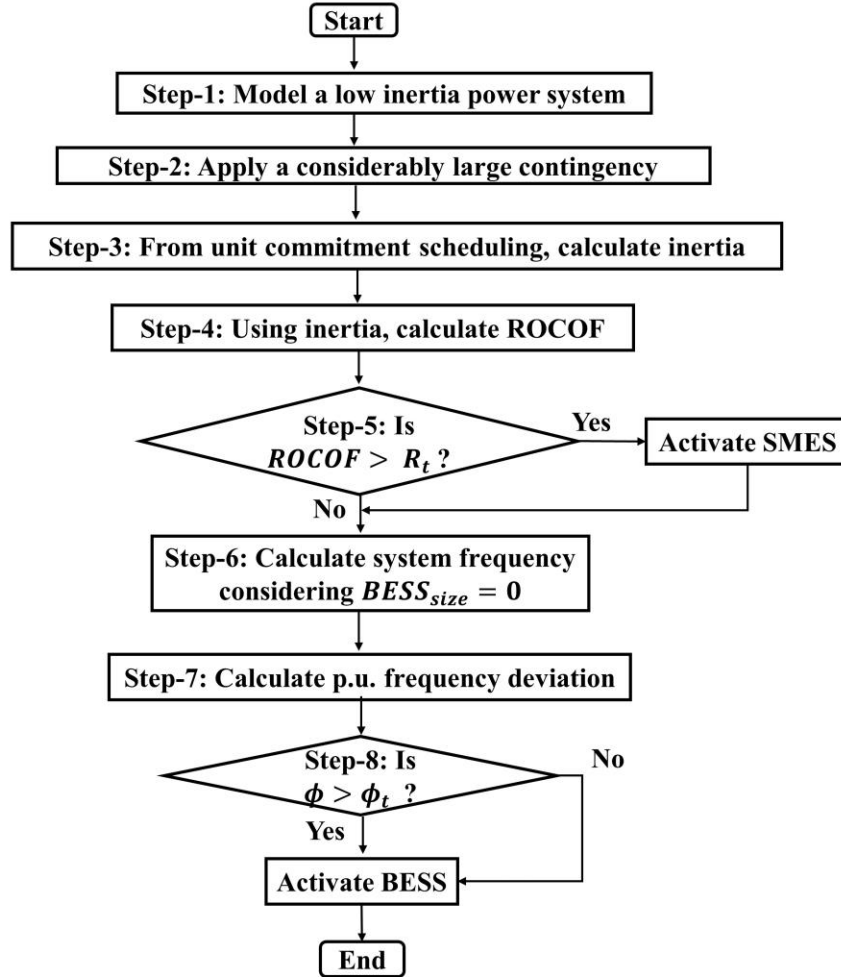 Start
Step-1: Model a low inertia power system
Step-2: Apply a considerably large contingency
Step-3: From unit commitment scheduling, calculate inertia
Step-4: Using inertia, calculate ROCOF
Step-5: Is
ROCOF > Rₜ ?
Yes
Activate SMES
No
Step-6: Calculate system frequency
considering BESS_size = 0
Step-7: Calculate p.u. frequency deviation
Step-8: Is
ϕ > ϕₜ ?
No
Yes
Activate BESS
End